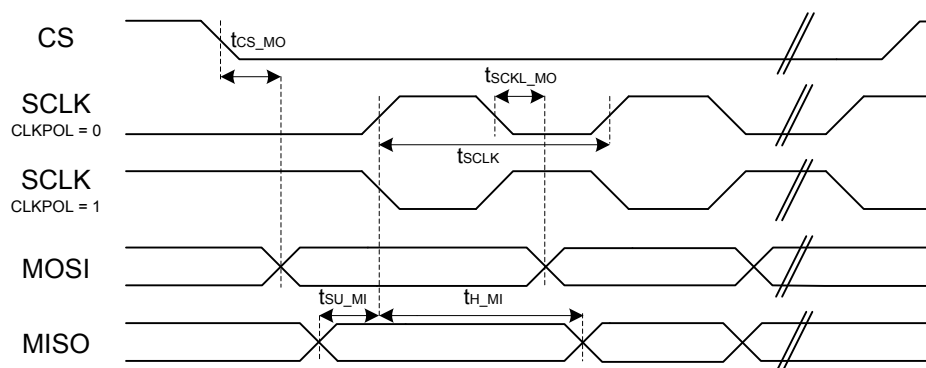 CS
tCS_MO
SCLK
CLKPOL = 0
tSCKL_MO
tSCLK
SCLK
CLKPOL = 1
MOSI
tSU_MI
tH_MI
MISO